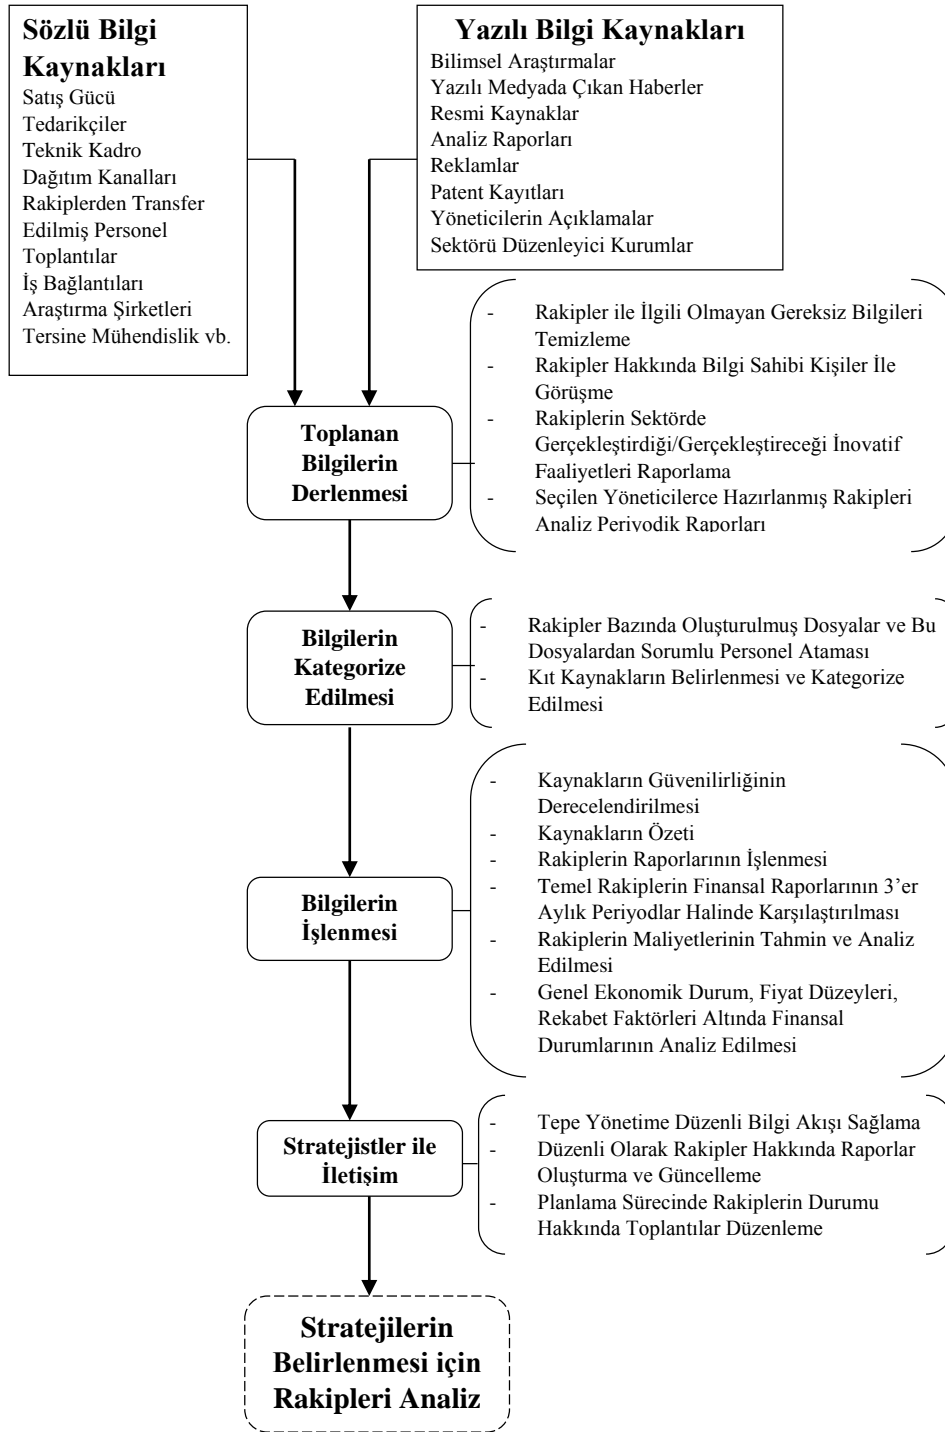 Sözlü Bilgi
Kaynakları
Satış Gücü
Tedarikçiler
Teknik Kadro
Dağıtım Kanalları
Rakiplerden Transfer
Edilmiş Personel
Toplantılar
İş Bağlantıları
Araştırma Şirketleri
Tersine Mühendislik vb.
Yazılı Bilgi Kaynakları
Bilimsel Araştırmalar
Yazılı Medyada Çıkan Haberler
Resmi Kaynaklar
Analiz Raporları
Reklamlar
Patent Kayıtları
Yöneticilerin Açıklamalar
Sektörü Düzenleyici Kurumlar
Toplanan
Bilgilerin
Derlenmesi
- Rakipler ile İlgili Olmayan Gereksiz Bilgileri
Temizleme
- Rakipler Hakkında Bilgi Sahibi Kişiler İle
Görüşme
- Rakiplerin Sektörde
Gerçekleştirdiği/Gerçekleştireceği İnovatif
Faaliyetleri Raporlama
- Seçilen Yöneticilerce Hazırlanmış Rakipleri
Analiz Periyodik Raporları
Bilgilerin
Kategorize
Edilmesi
- Rakipler Bazında Oluşturulmuş Dosyalar ve Bu
Dosyalardan Sorumlu Personel Ataması
- Kıt Kaynakların Belirlenmesi ve Kategorize
Edilmesi
Bilgilerin
İşlenmesi
- Kaynakların Güvenilirliğinin
Derecelendirilmesi
- Kaynakların Özeti
- Rakiplerin Raporlarının İşlenmesi
- Temel Rakiplerin Finansal Raporlarının 3’er
Aylık Periyodlar Halinde Karşılaştırılması
- Rakiplerin Maliyetlerinin Tahmin ve Analiz
Edilmesi
- Genel Ekonomik Durum, Fiyat Düzeyleri,
Rekabet Faktörleri Altında Finansal
Durumlarının Analiz Edilmesi
Stratejistler ile
İletişim
- Tepe Yönetime Düzenli Bilgi Akışı Sağlama
- Düzenli Olarak Rakipler Hakkında Raporlar
Oluşturma ve Güncelleme
- Planlama Sürecinde Rakiplerin Durumu
Hakkında Toplantılar Düzenleme
Stratejilerin
Belirlenmesi için
Rakipleri Analiz